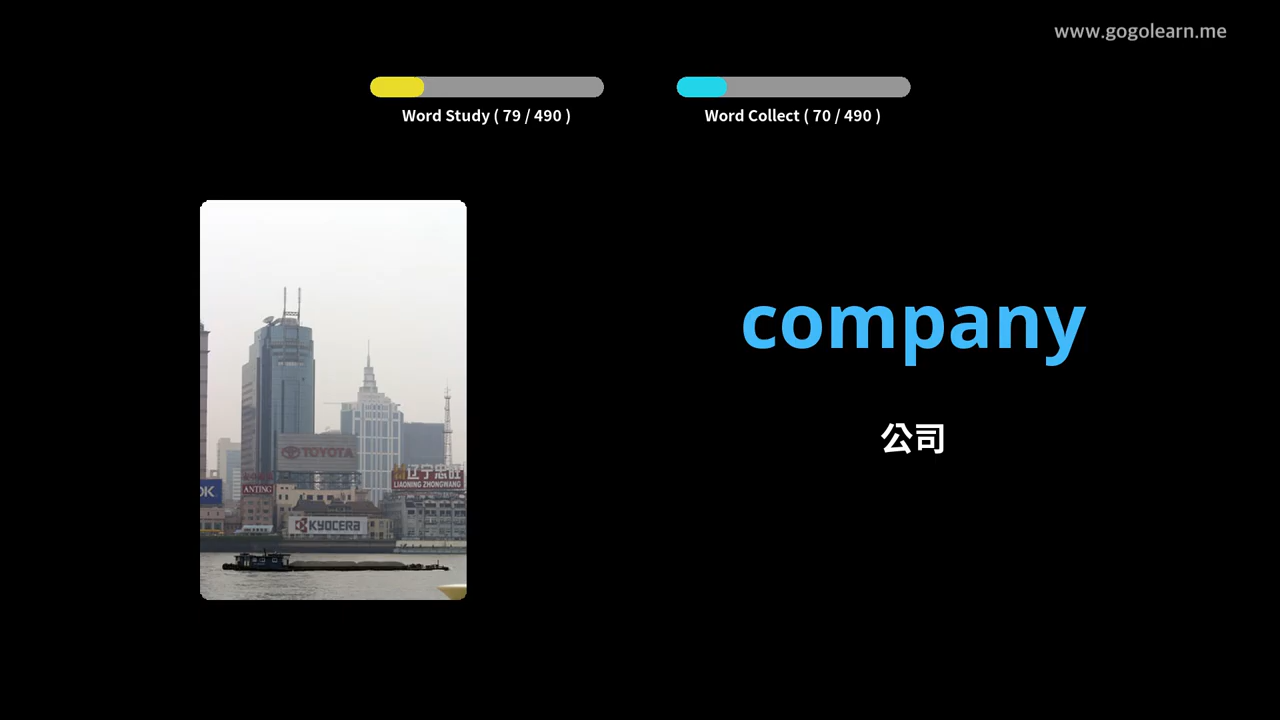 www.gogolearn.me
Word Study ( 79 / 490 )
Word Collect ( 70 / 490 )
company
公司
TOYOTA
辽宁忠旺
LIAONING ZHONGWANG
OK
ANTING
KYOCERA